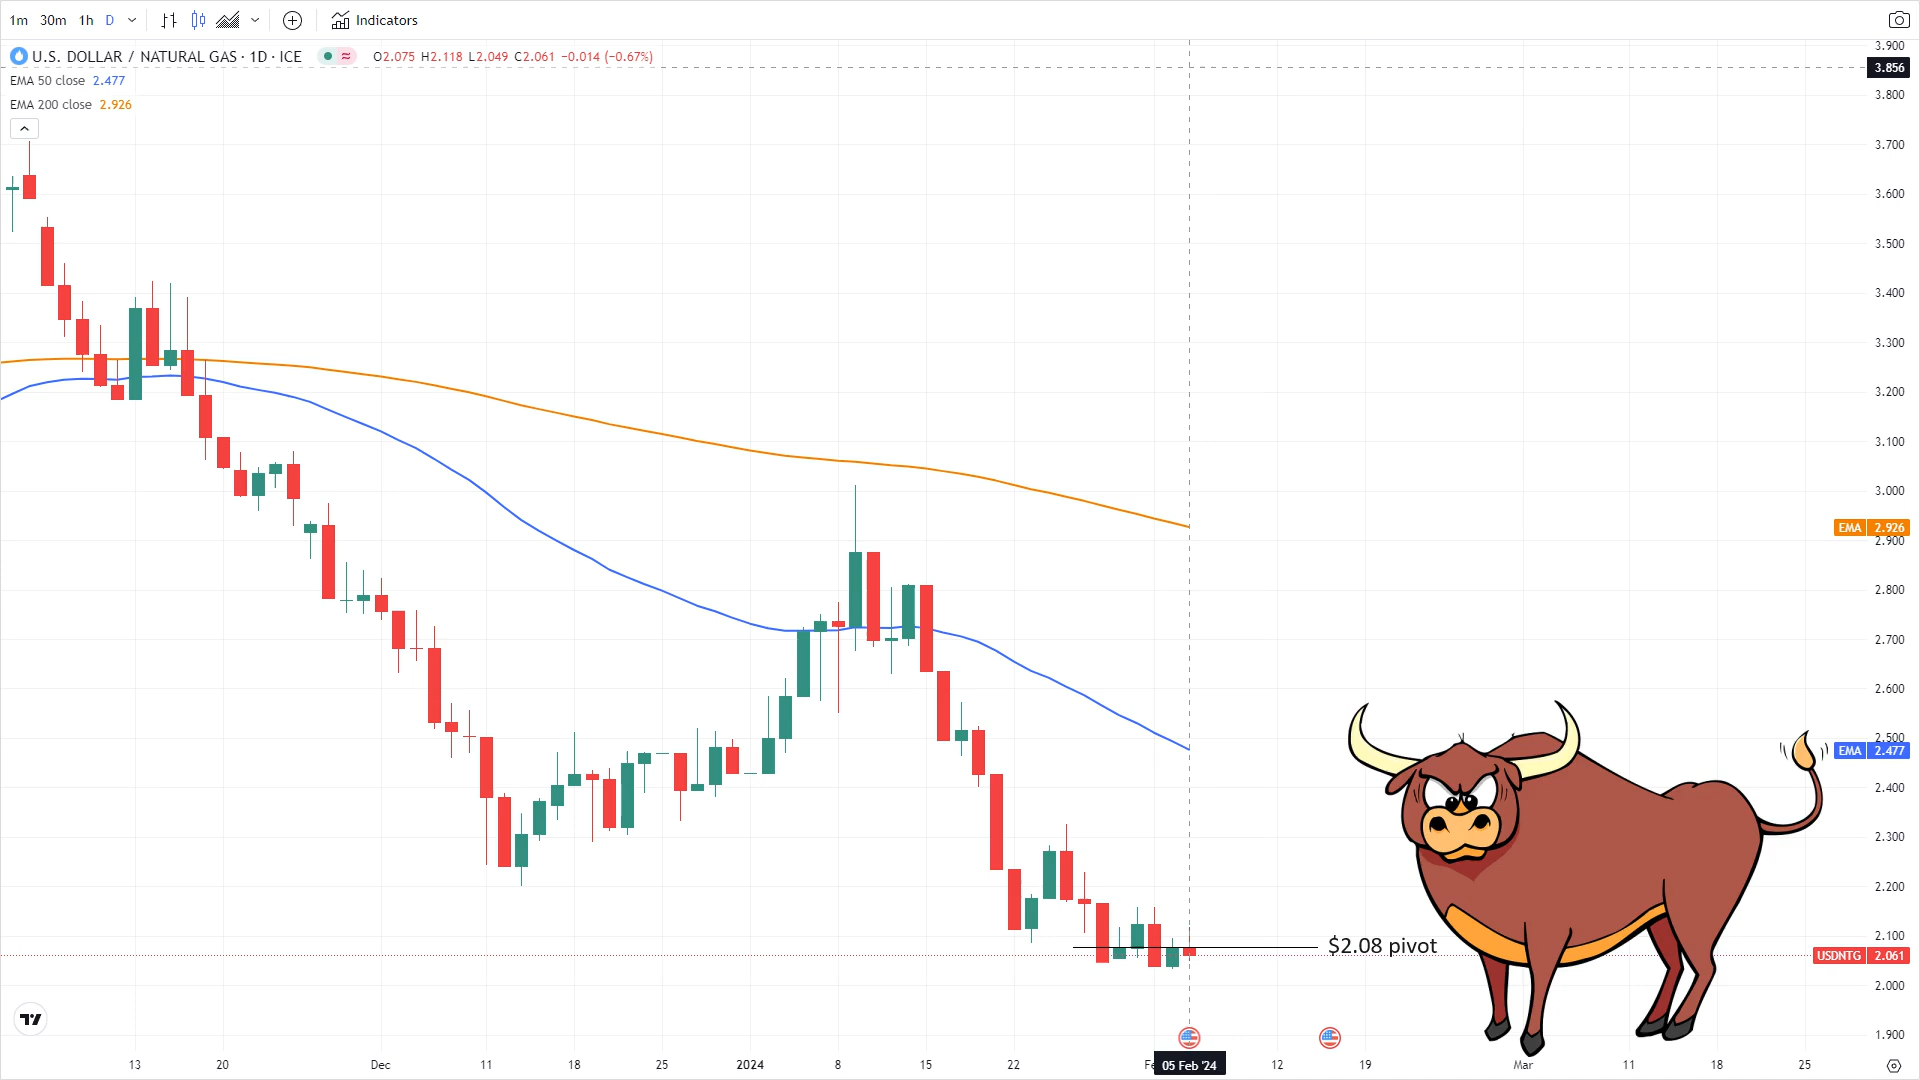 1m 30m 1h D Indicators
U.S. DOLLAR / NATURAL GAS · 1D · ICE O2.075 H2.118 L2.049 C2.061 −0.014 (−0.67%)
EMA 50 close 2.477
EMA 200 close 2.926
3.900
3.856
3.800
3.700
3.600
3.500
3.400
3.300
3.200
3.100
3.000
EMA 2.926
2.900
2.800
2.700
2.600
2.500
EMA 2.477
2.400
2.300
2.200
2.100
$2.08 pivot
USDNTG 2.061
2.000
1.900
13 20 Dec 11 18 25 2024 8 15 22 05 Feb '24 12 19 Mar 11 18 25